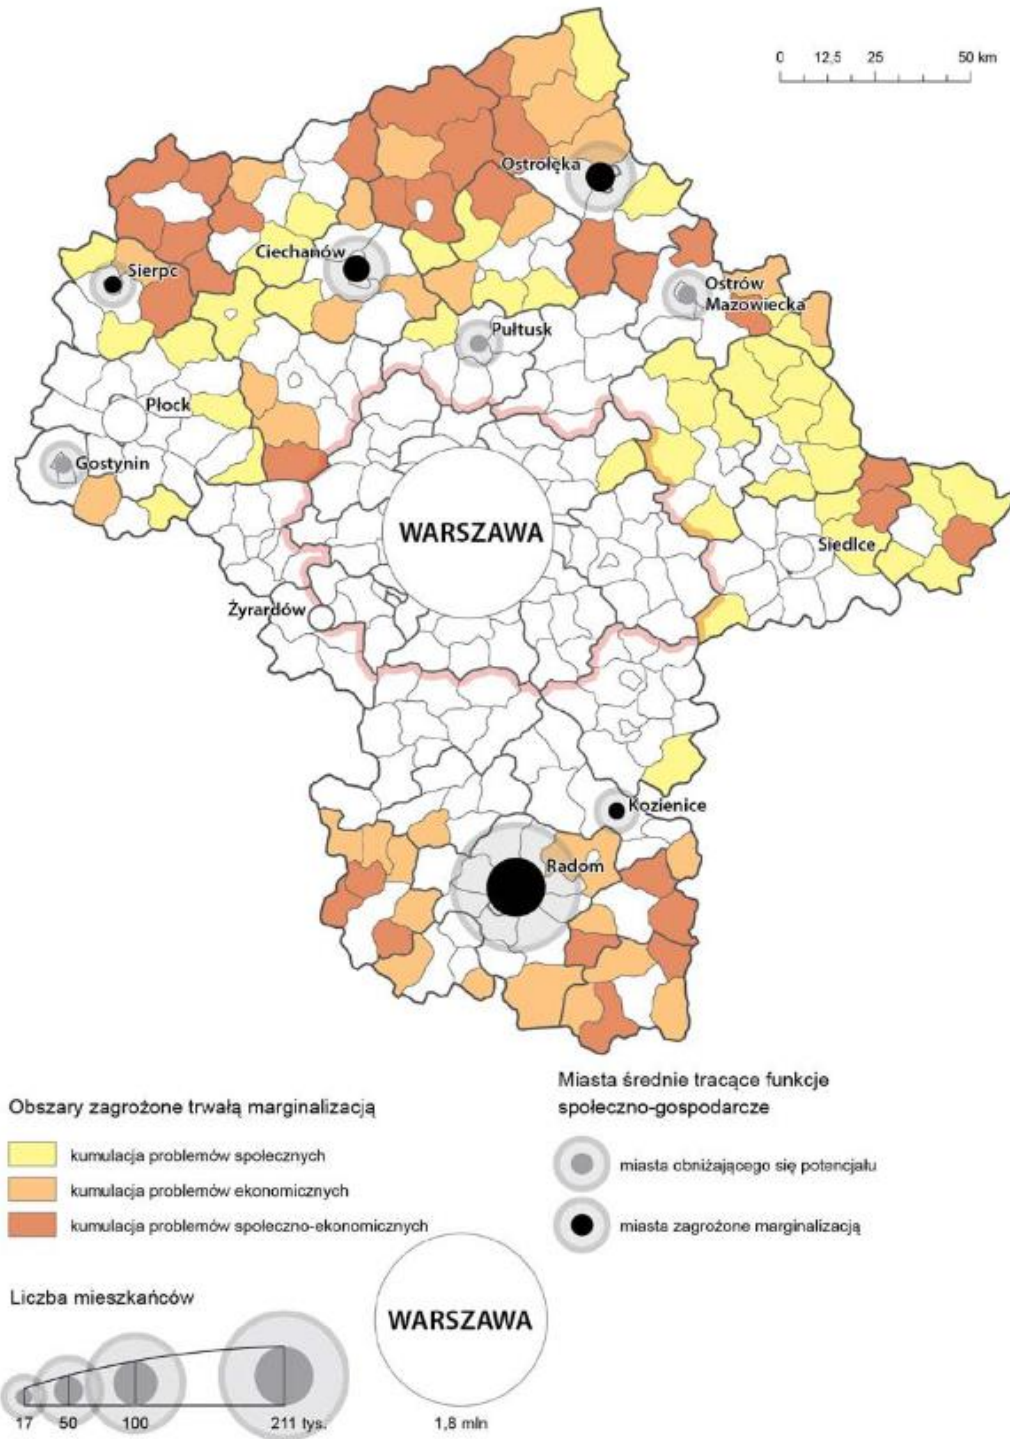 0 12,5 25 50 km
Ostrołęka
Ciechanów
Sierpc
Ostrów
Mazowiecka
Pułtusk
Płock
Gostynin
WARSZAWA
Siedlce
Żyrardów
Kozienice
Radom
Obszary zagrożone trwałą marginalizacją
kumulacja problemów społecznych
kumulacja problemów ekonomicznych
kumulacja problemów społeczno-ekonomicznych
Miasta średnie tracące funkcje
społeczno-gospodarcze
miasta obniżającego się potencjału
miasta zagrożone marginalizacją
Liczba mieszkańców
17 50 100 211 tys.
WARSZAWA
1,8 mln